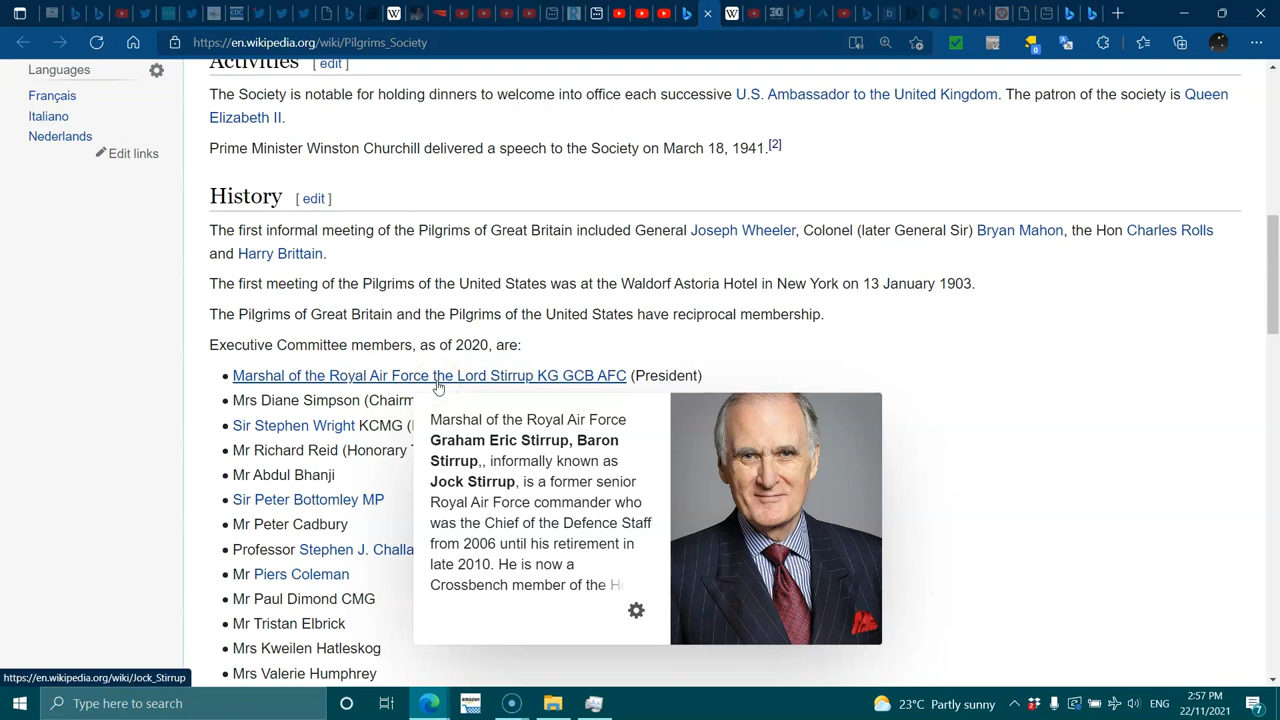 https://en.wikipedia.org/wiki/Pilgrims_Society
Languages
Français
Italiano
Nederlands
Edit links
Activities [ edit ]
The Society is notable for holding dinners to welcome into office each successive U.S. Ambassador to the United Kingdom. The patron of the society is Queen
Elizabeth II.
Prime Minister Winston Churchill delivered a speech to the Society on March 18, 1941.[2]
History [ edit ]
The first informal meeting of the Pilgrims of Great Britain included General Joseph Wheeler, Colonel (later General Sir) Bryan Mahon, the Hon Charles Rolls
and Harry Brittain.
The first meeting of the Pilgrims of the United States was at the Waldorf Astoria Hotel in New York on 13 January 1903.
The Pilgrims of Great Britain and the Pilgrims of the United States have reciprocal membership.
Executive Committee members, as of 2020, are:
Marshal of the Royal Air Force the Lord Stirrup KG GCB AFC (President)
Mrs Diane Simpson (Chairm
Sir Stephen Wright KCMG (
Mr Richard Reid (Honorary
Mr Abdul Bhanji
Sir Peter Bottomley MP
Mr Peter Cadbury
Professor Stephen J. Challa
Mr Piers Coleman
Mr Paul Dimond CMG
Mr Tristan Elbrick
Mrs Kweilen Hatleskog
Mrs Valerie Humphrey
Marshal of the Royal Air Force
Graham Eric Stirrup, Baron
Stirrup,, informally known as
Jock Stirrup, is a former senior
Royal Air Force commander who
was the Chief of the Defence Staff
from 2006 until his retirement in
late 2010. He is now a
Crossbench member of the H
https://en.wikipedia.org/wiki/Jock_Stirrup
Type here to search
amazon
23°C Partly sunny
ENG
2:57 PM
22/11/2021
7